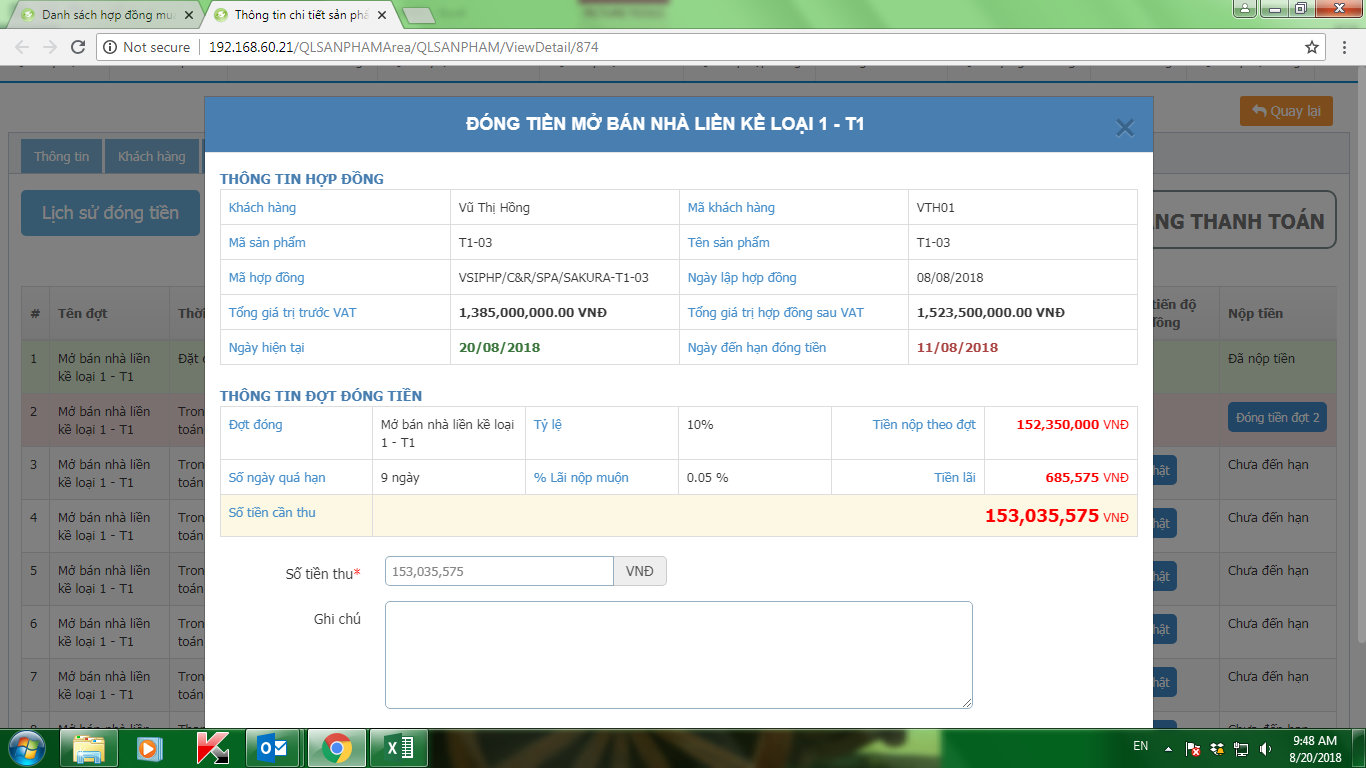 Danh sách hợp đồng mu
Thông tin chi tiết sản phẩ
Not secure
192.168.60.21/QLSANPHAMArea/QLSANPHAM/ViewDetail/874
Quay lại
Thông tin
Khách hàng
Lịch sử đóng tiền
NG THANH TOÁN
ĐÓNG TIỀN MỞ BÁN NHÀ LIỀN KỀ LOẠI 1 - T1
THÔNG TIN HỢP ĐỒNG
Khách hàng Vũ Thị Hồng Mã khách hàng VTH01
Mã sản phẩm T1-03 Tên sản phẩm T1-03
Mã hợp đồng VSIPHP/C&R/SPA/SAKURA-T1-03 Ngày lập hợp đồng 08/08/2018
Tổng giá trị trước VAT 1,385,000,000.00 VNĐ Tổng giá trị hợp đồng sau VAT 1,523,500,000.00 VNĐ
Ngày hiện tại 20/08/2018 Ngày đến hạn đóng tiền 11/08/2018
THÔNG TIN ĐỢT ĐÓNG TIỀN
Đợt đóng Mở bán nhà liền kề loại Tỷ lệ 10% Tiền nộp theo đợt 152,350,000 VNĐ
1 - T1
Số ngày quá hạn 9 ngày % Lãi nộp muộn 0.05 % Tiền lãi 685,575 VNĐ
Số tiền cần thu 153,035,575 VNĐ
Số tiền thu* 153,035,575 VNĐ
Ghi chú
# Tên đợt Thời tiến độ Nộp tiền
đồng
1 Mở bán nhà liền Đặt Đã nộp tiền
kề loại 1 - T1
2 Mở bán nhà liền Tron Đóng tiền đợt 2
kề loại 1 - T1 toán
3 Mở bán nhà liền Tron hật Chưa đến hạn
kề loại 1 - T1 toán
4 Mở bán nhà liền Tron hật Chưa đến hạn
kề loại 1 - T1 toán
5 Mở bán nhà liền Tron hật Chưa đến hạn
kề loại 1 - T1 toán
6 Mở bán nhà liền Tron hật Chưa đến hạn
kề loại 1 - T1 toán
7 Mở bán nhà liền Tron hật Chưa đến hạn
kề loại 1 - T1 toán
EN
9:48 AM
8/20/2018